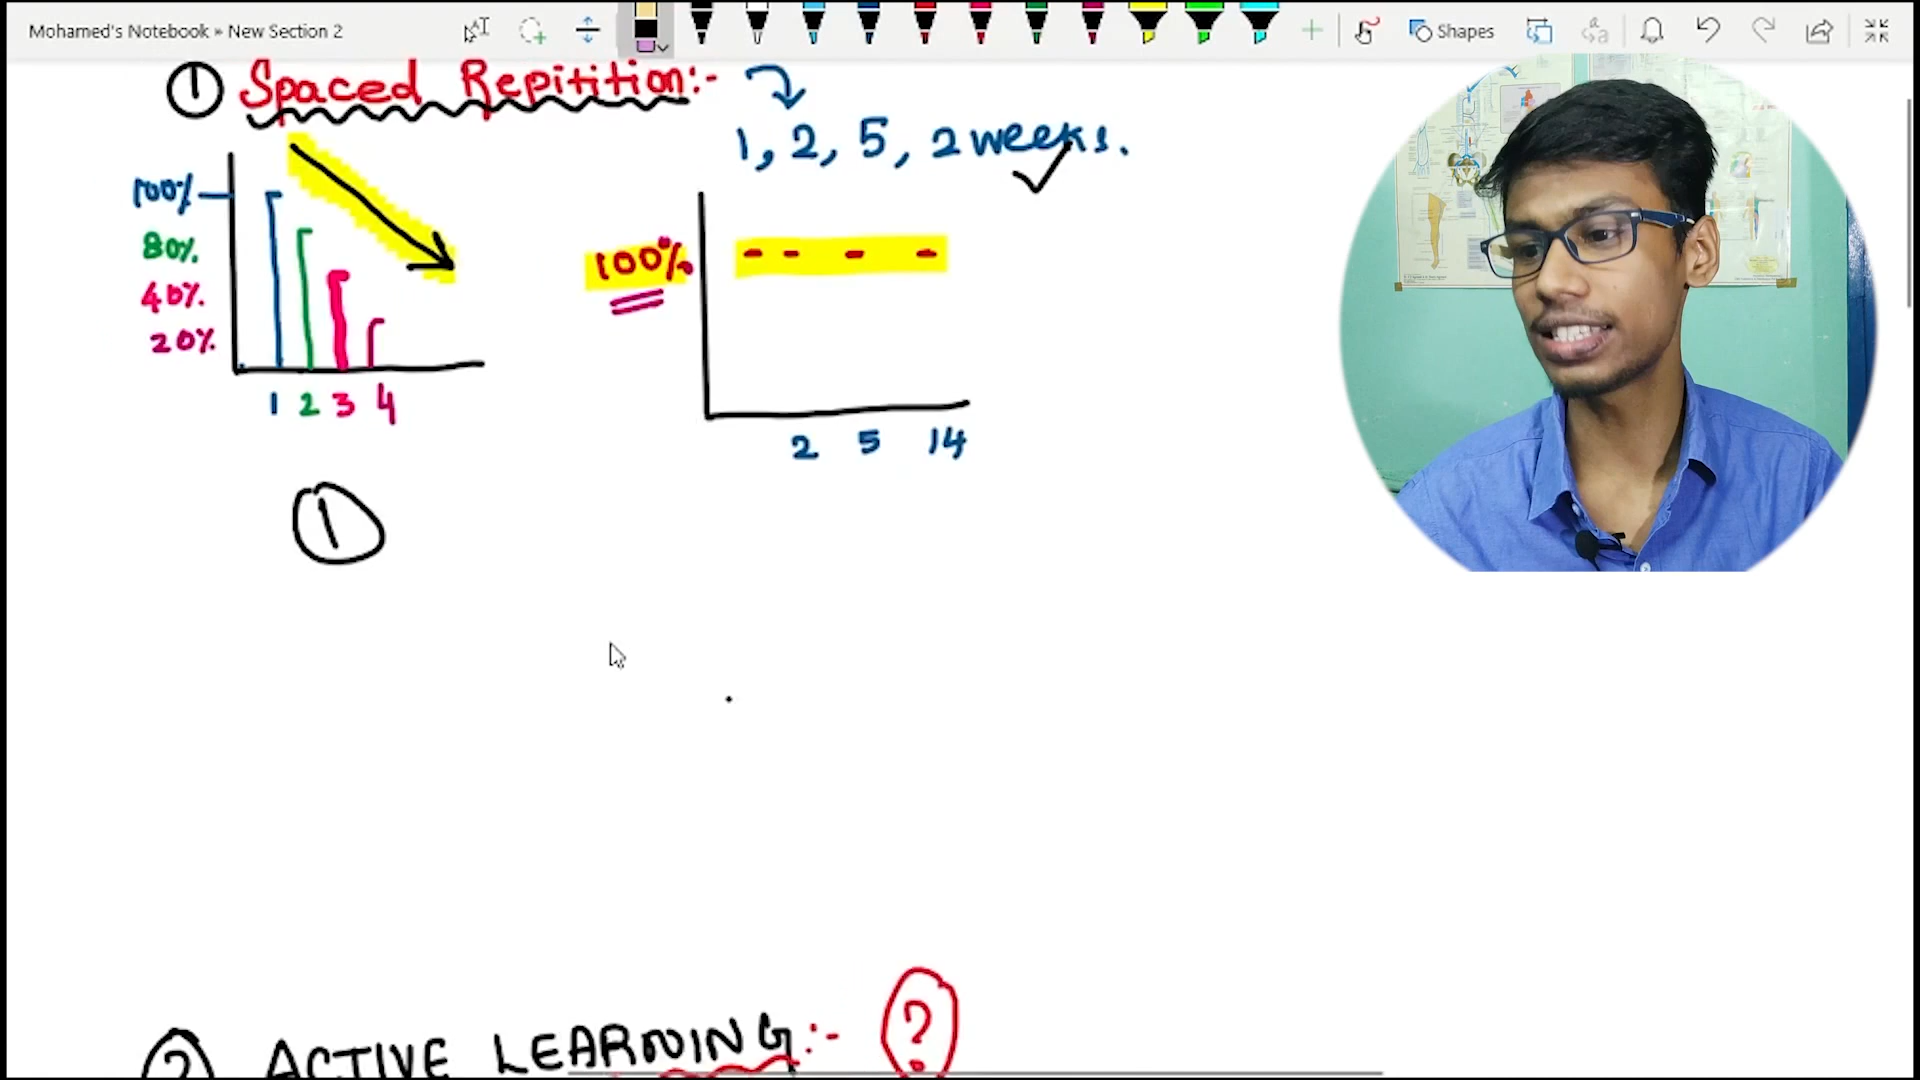 Mohamed's Notebook » New Section 2
Shapes
① Spaced Repitition:-
1, 2, 5, 2 weeks.
100%
80%
40%
20%
1 2 3 4
100%
2 5 14
①
② ACTIVE LEARNING:- ?